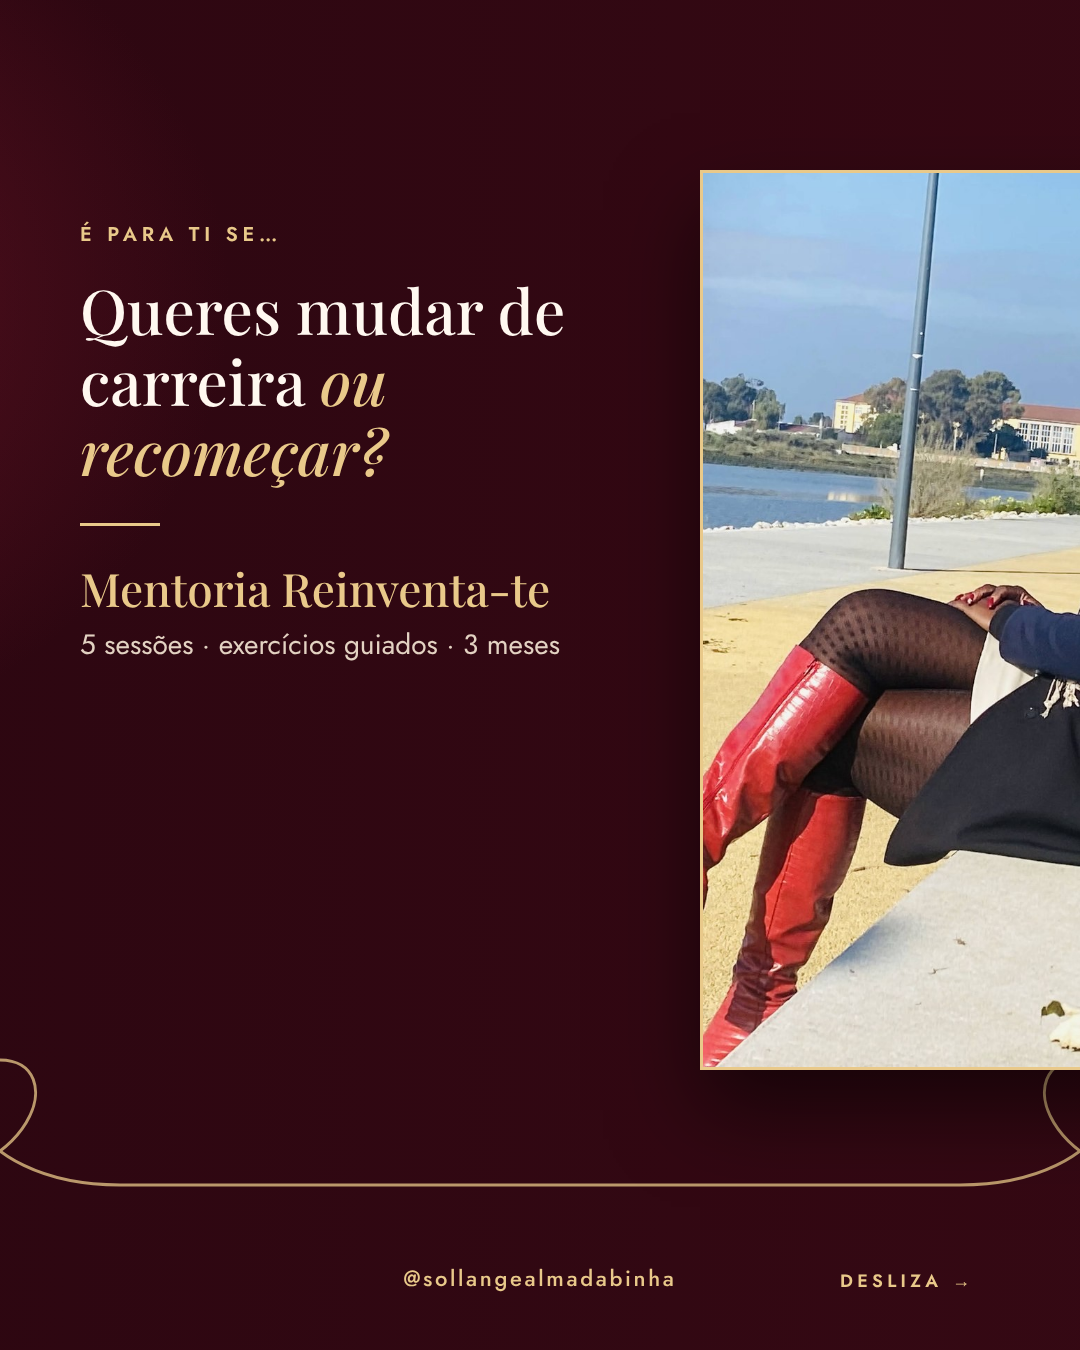 É PARA TI SE…
Queres mudar de
carreira ou
recomeçar?
Mentoria Reinventa-te
5 sessões · exercícios guiados · 3 meses
@sollangealmadabinha
DESLIZA →